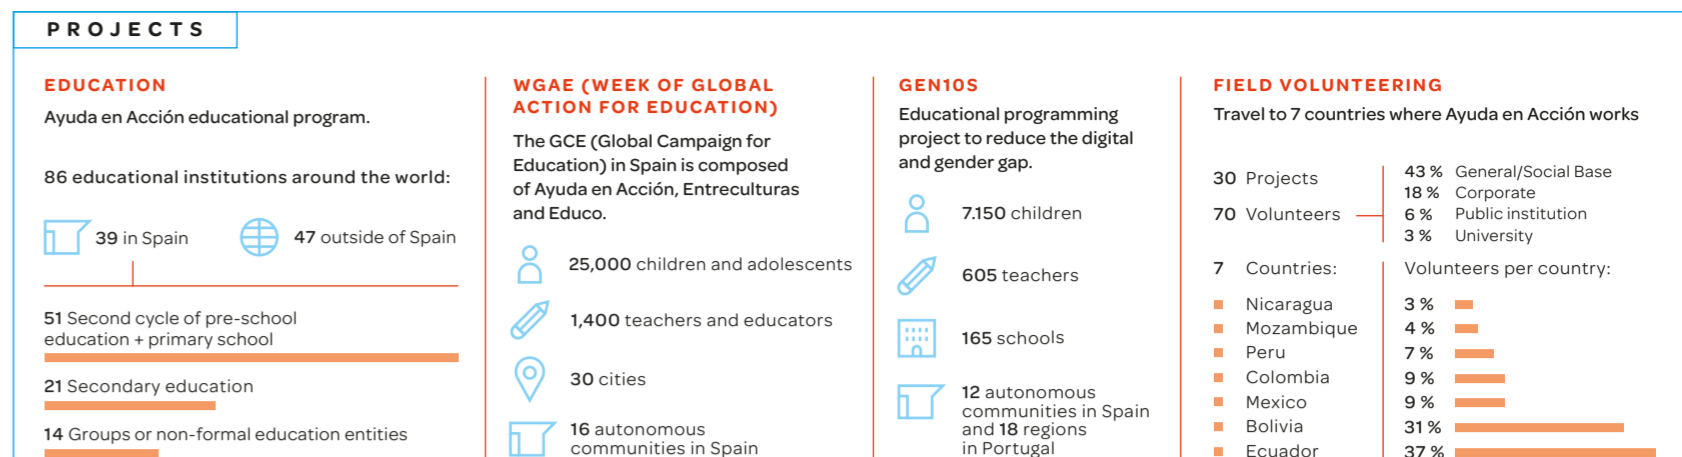 PROJECTS
EDUCATION
Ayuda en Acción educational program.
86 educational institutions around the world:
39 in Spain
47 outside of Spain
51 Second cycle of pre-school
education + primary school
21 Secondary education
14 Groups or non-formal education entities
WGAE (WEEK OF GLOBAL
ACTION FOR EDUCATION)
The GCE (Global Campaign for
Education) in Spain is composed
of Ayuda en Acción, Entreculturas
and Educo.
25,000 children and adolescents
1,400 teachers and educators
30 cities
16 autonomous
communities in Spain
GEN10S
Educational programming
project to reduce the digital
and gender gap.
7.150 children
605 teachers
165 schools
12 autonomous
communities in Spain
and 18 regions
in Portugal
FIELD VOLUNTEERING
Travel to 7 countries where Ayuda en Acción works
30 Projects
70 Volunteers
43 % General/Social Base
18 % Corporate
6 % Public institution
3 % University
7 Countries:
Volunteers per country:
Nicaragua 3 %
Mozambique 4 %
Peru 7 %
Colombia 9 %
Mexico 9 %
Bolivia 31 %
Ecuador 37 %